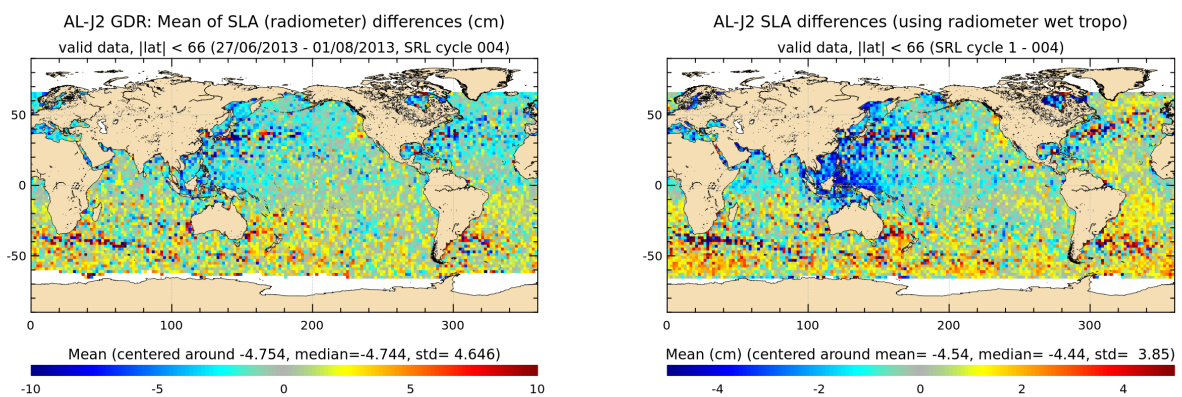 AL-J2 GDR: Mean of SLA (radiometer) differences (cm)
valid data, |lat| < 66 (27/06/2013 - 01/08/2013, SRL cycle 004)
50
0
-50
0 100 200 300
Mean (centered around -4.754, median=-4.744, std= 4.646)
-10 -5 0 5 10
AL-J2 SLA differences (using radiometer wet tropo)
valid data, |lat| < 66 (SRL cycle 1 - 004)
50
0
-50
0 100 200 300
Mean (cm) (centered around mean= -4.54, median= -4.44, std= 3.85)
-4 -2 0 2 4